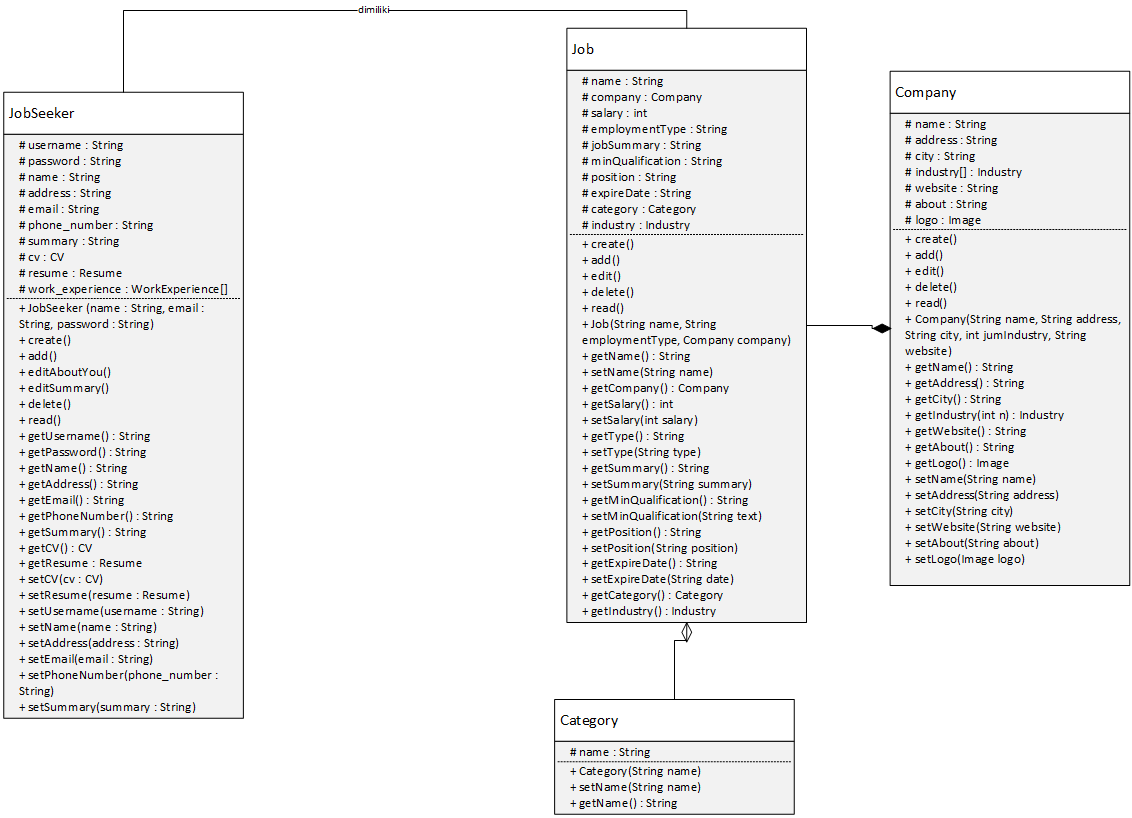 dimiliki
JobSeeker
# username : String
# password : String
# name : String
# address : String
# email : String
# phone_number : String
# summary : String
# cv : CV
# resume : Resume
# work_experience : WorkExperience[]
+ JobSeeker (name : String, email :
String, password : String)
+ create()
+ add()
+ editAboutYou()
+ editSummary()
+ delete()
+ read()
+ getUsername() : String
+ getPassword() : String
+ getName() : String
+ getAddress() : String
+ getEmail() : String
+ getPhoneNumber() : String
+ getSummary() : String
+ getCV() : CV
+ getResume : Resume
+ setCV(cv : CV)
+ setResume(resume : Resume)
+ setUsername(username : String)
+ setName(name : String)
+ setAddress(address : String)
+ setEmail(email : String)
+ setPhoneNumber(phone_number :
String)
+ setSummary(summary : String)
Job
# name : String
# company : Company
# salary : int
# employmentType : String
# jobSummary : String
# minQualification : String
# position : String
# expireDate : String
# category : Category
# industry : Industry
+ create()
+ add()
+ edit()
+ delete()
+ read()
+ Job(String name, String
employmentType, Company company)
+ getName() : String
+ setName(String name)
+ getCompany() : Company
+ getSalary() : int
+ setSalary(int salary)
+ getType() : String
+ setType(String type)
+ getSummary() : String
+ setSummary(String summary)
+ getMinQualification() : String
+ setMinQualification(String text)
+ getPosition() : String
+ setPosition(String position)
+ getExpireDate() : String
+ setExpireDate(String date)
+ getCategory() : Category
+ getIndustry() : Industry
Company
# name : String
# address : String
# city : String
# industry[] : Industry
# website : String
# about : String
# logo : Image
+ create()
+ add()
+ edit()
+ delete()
+ read()
+ Company(String name, String address,
String city, int jumIndustry, String
website)
+ getName() : String
+ getAddress() : String
+ getCity() : String
+ getIndustry(int n) : Industry
+ getWebsite() : String
+ getAbout() : String
+ getLogo() : Image
+ setName(String name)
+ setAddress(String address)
+ setCity(String city)
+ setWebsite(String website)
+ setAbout(String about)
+ setLogo(Image logo)
Category
# name : String
+ Category(String name)
+ setName(String name)
+ getName() : String